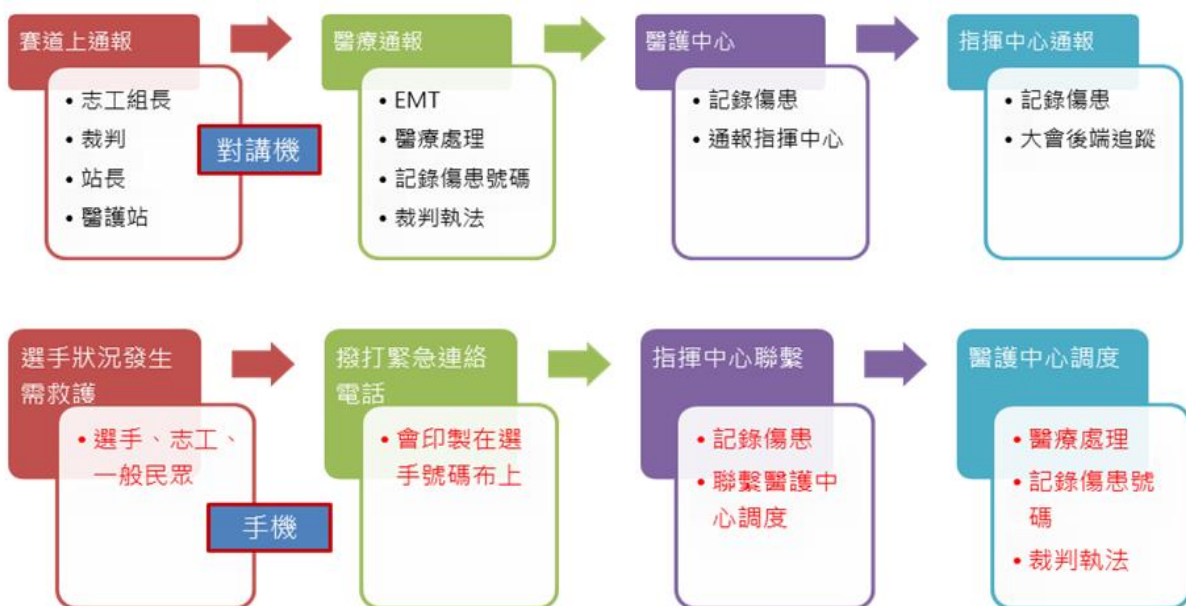 賽道上通報
• 志工組長
• 裁判
• 站長
• 醫護站
對講機
醫療通報
• EMT
• 醫療處理
• 記錄傷患號碼
• 裁判執法
醫護中心
• 記錄傷患
• 通報指揮中心
指揮中心通報
• 記錄傷患
• 大會後端追蹤
選手狀況發生
需救護
• 選手、志工、
一般民眾
手機
撥打緊急連絡
電話
• 會印製在選
手號碼布上
指揮中心聯繫
• 記錄傷患
• 聯繫醫護中
心調度
醫護中心調度
• 醫療處理
• 記錄傷患號
碼
• 裁判執法